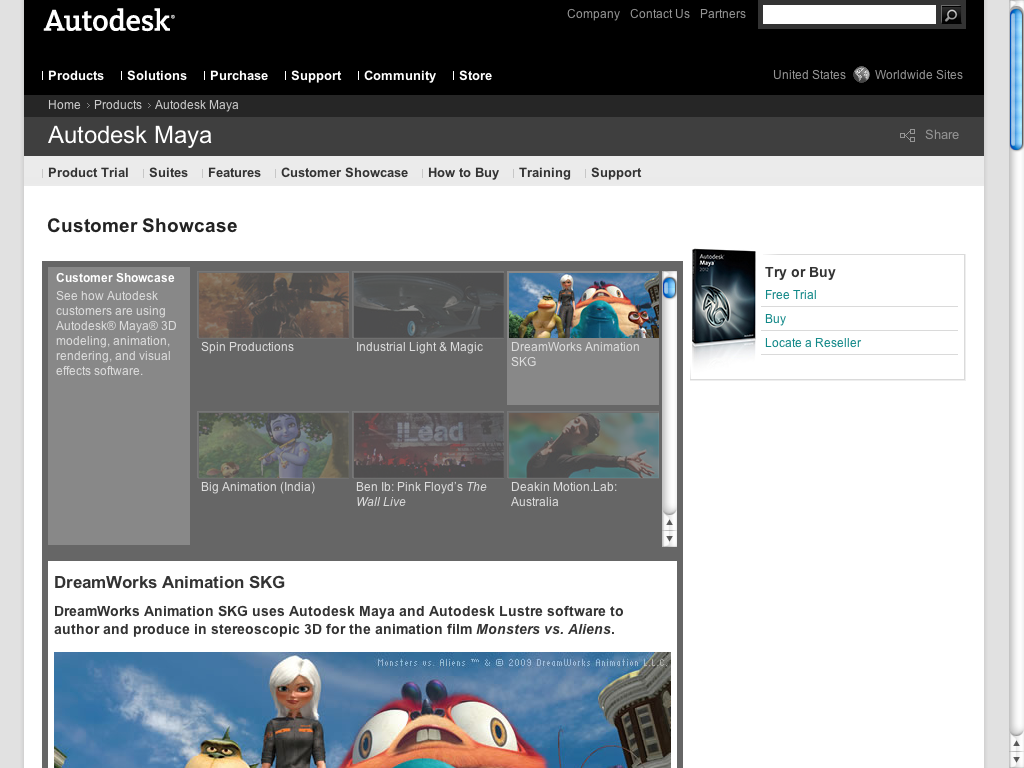 Autodesk®
Company Contact Us Partners
Products Solutions Purchase Support Community Store
United States Worldwide Sites
Home Products Autodesk Maya
Autodesk Maya
Share
Product Trial Suites Features Customer Showcase How to Buy Training Support
Customer Showcase
Customer Showcase
See how Autodesk
customers are using
Autodesk® Maya® 3D
modeling, animation,
rendering, and visual
effects software.
Spin Productions
Industrial Light & Magic
DreamWorks Animation
SKG
Big Animation (India)
!Lead
Ben Ib: Pink Floyd’s The
Wall Live
Deakin Motion.Lab:
Australia
Autodesk
Maya
2012
Try or Buy
Free Trial
Buy
Locate a Reseller
DreamWorks Animation SKG
DreamWorks Animation SKG uses Autodesk Maya and Autodesk Lustre software to
author and produce in stereoscopic 3D for the animation film Monsters vs. Aliens.
Monsters vs. Aliens ™ & © 2009 DreamWorks Animation L.L.C.